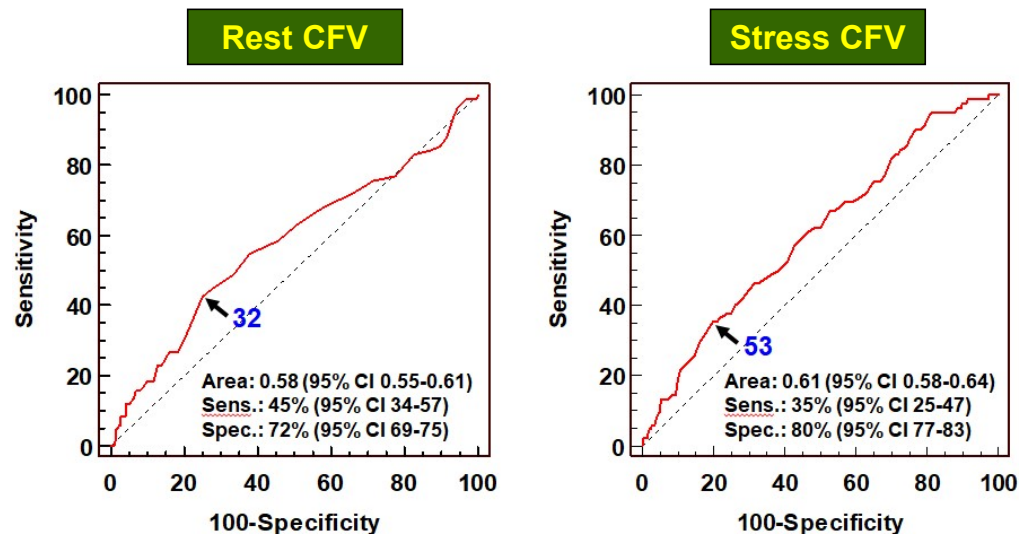 Rest CFV
100
80
60
40
20
0
Sensitivity
32
Area: 0.58 (95% CI 0.55-0.61)
Sens.: 45% (95% CI 34-57)
Spec.: 72% (95% CI 69-75)
0 20 40 60 80 100
100-Specificity
Stress CFV
100
80
60
40
20
0
Sensitivity
53
Area: 0.61 (95% CI 0.58-0.64)
Sens.: 35% (95% CI 25-47)
Spec.: 80% (95% CI 77-83)
0 20 40 60 80 100
100-Specificity